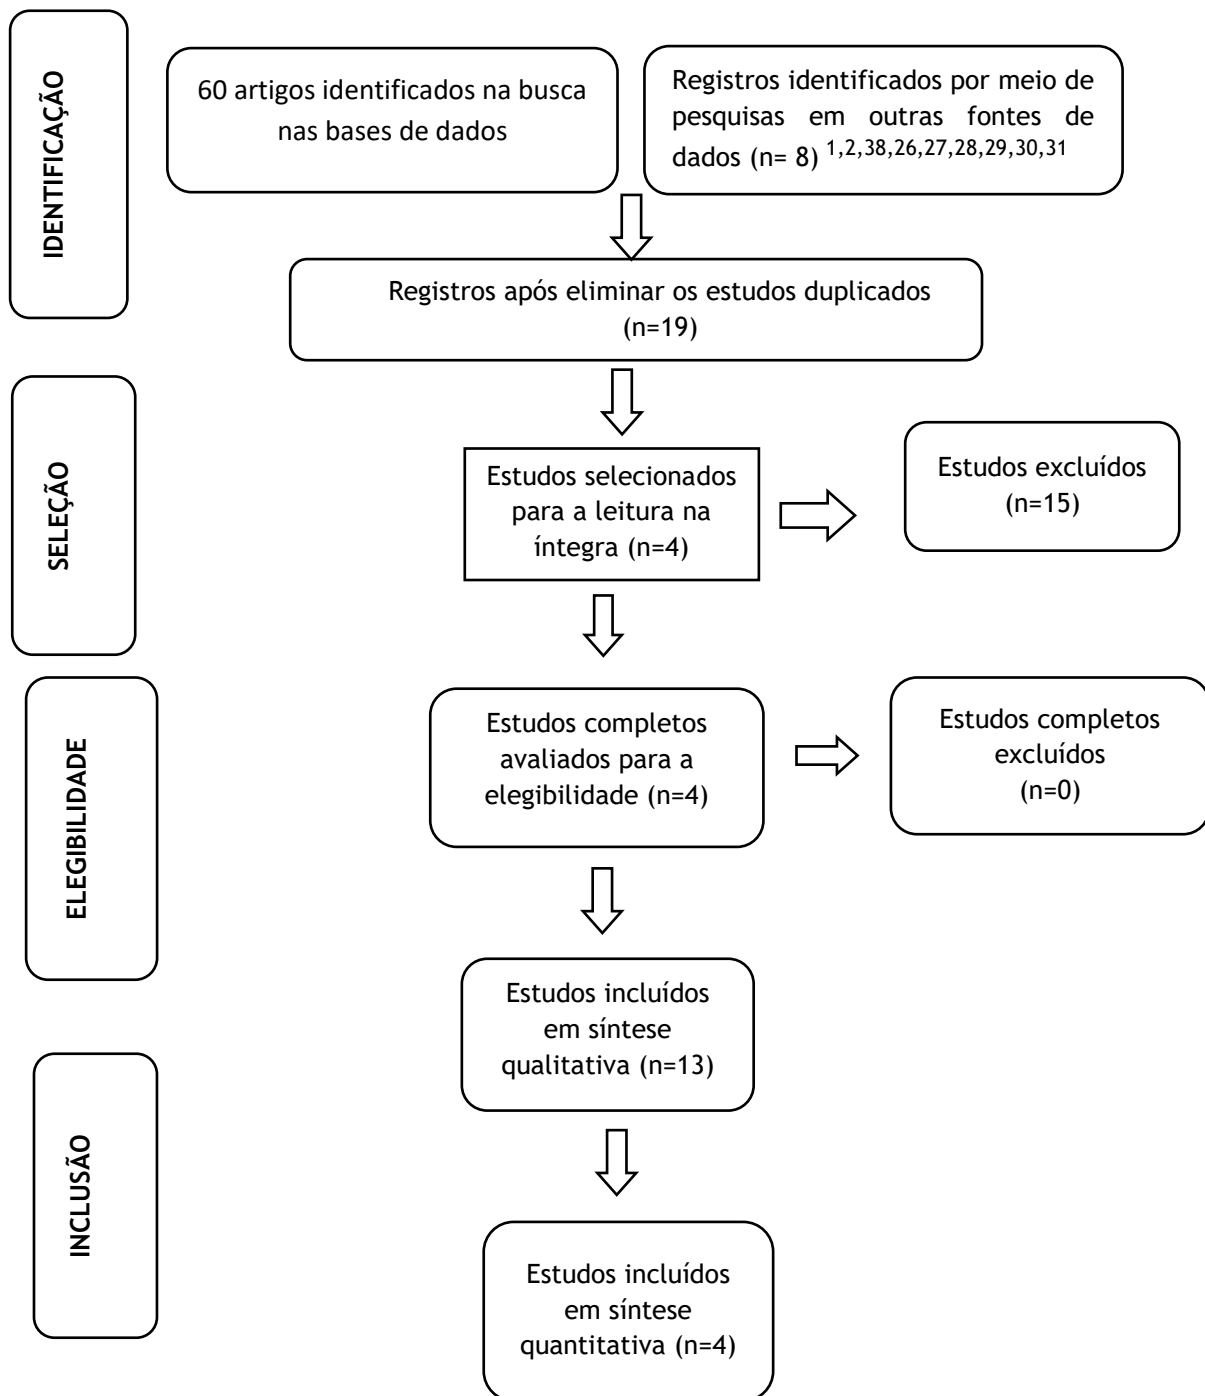 IDENTIFICAÇÃO
60 artigos identificados na busca
nas bases de dados
Registros identificados por meio de
pesquisas em outras fontes de
dados (n= 8) 1,2,38,26,27,28,29,30,31
Registros após eliminar os estudos duplicados
(n=19)
SELEÇÃO
Estudos selecionados
para a leitura na
íntegra (n=4)
Estudos excluídos
(n=15)
ELEGIBILIDADE
Estudos completos
avaliados para a
elegibilidade (n=4)
Estudos completos
excluídos
(n=0)
Estudos incluídos
em síntese
qualitativa (n=13)
INCLUSÃO
Estudos incluídos
em síntese
quantitativa (n=4)